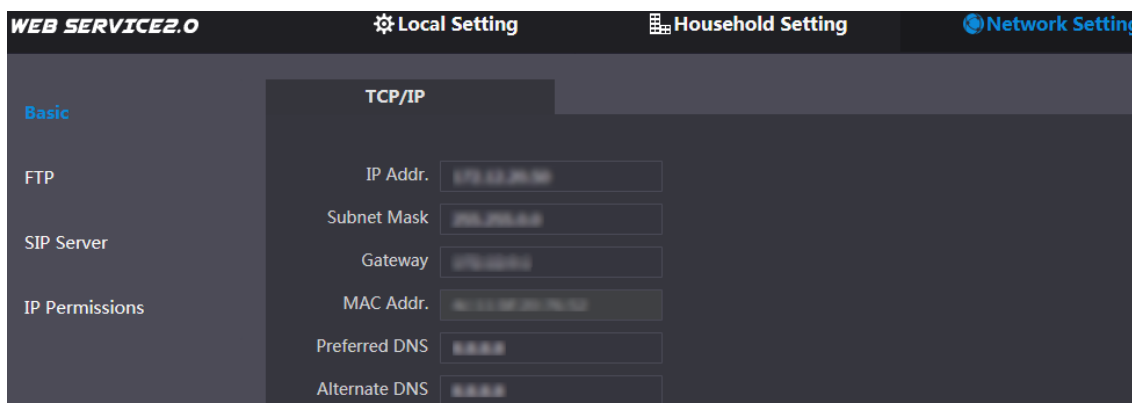 WEB SERVICE2.0
Local Setting
Household Setting
Network Setting
Basic
FTP
SIP Server
IP Permissions
TCP/IP
IP Addr.
Subnet Mask
Gateway
MAC Addr.
Preferred DNS
Alternate DNS